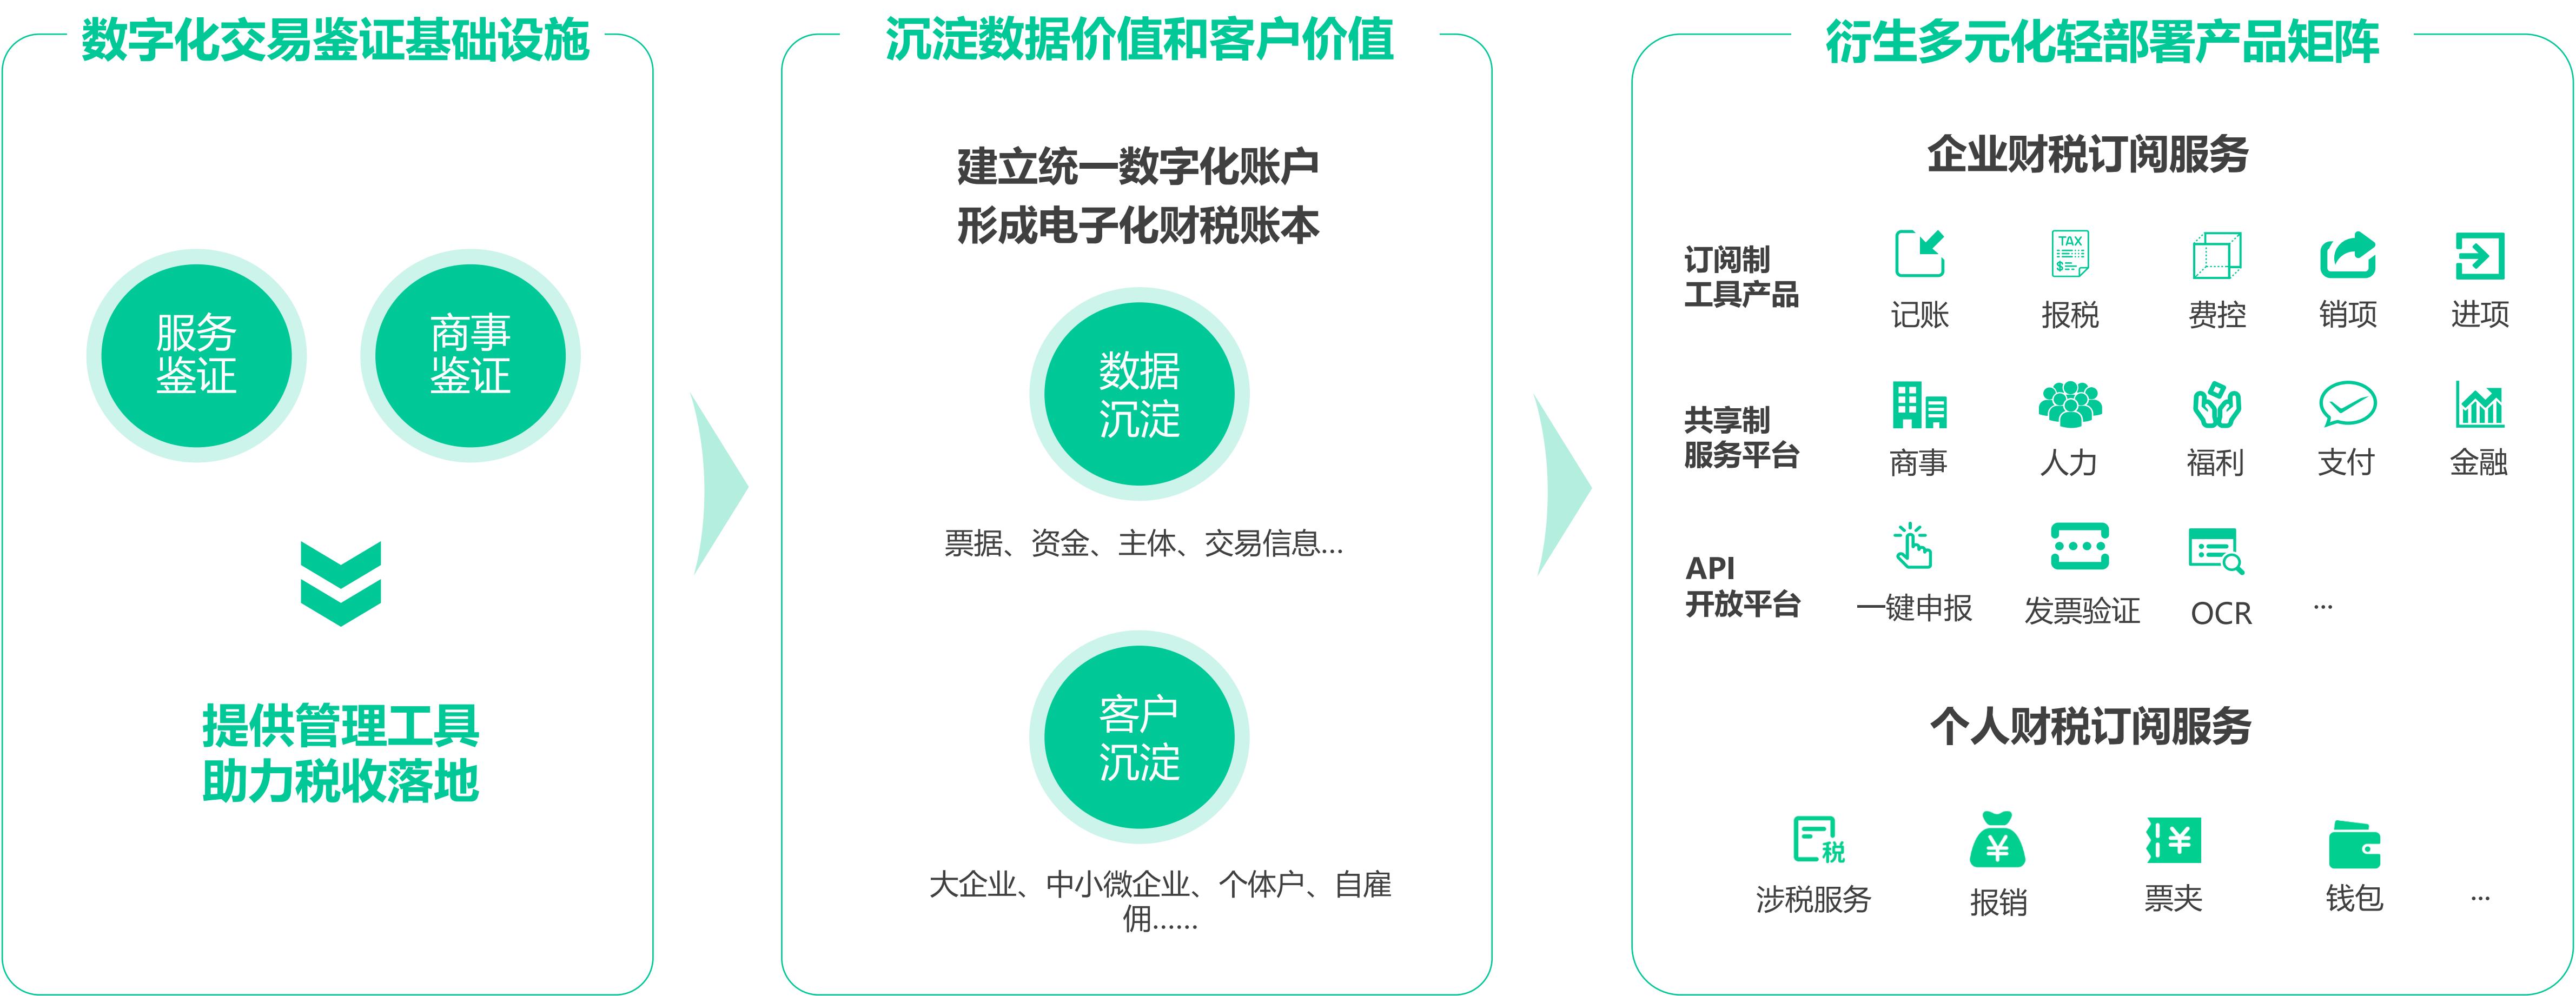 数字化交易鉴证基础设施
服务
鉴证
商事
鉴证
提供管理工具
助力税收落地
沉淀数据价值和客户价值
建立统一数字化账户
形成电子化财税账本
数据
沉淀
票据、资金、主体、交易信息...
客户
沉淀
大企业、中小微企业、个体户、自雇
佣......
衍生多元化轻部署产品矩阵
企业财税订阅服务
订阅制
工具产品
TAX
$
记账
报税
费控
销项
进项
共享制
服务平台
商事
人力
福利
支付
金融
API
开放平台
一键申报
发票验证
OCR
...
个人财税订阅服务
税
¥
¥
涉税服务
报销
票夹
钱包
...